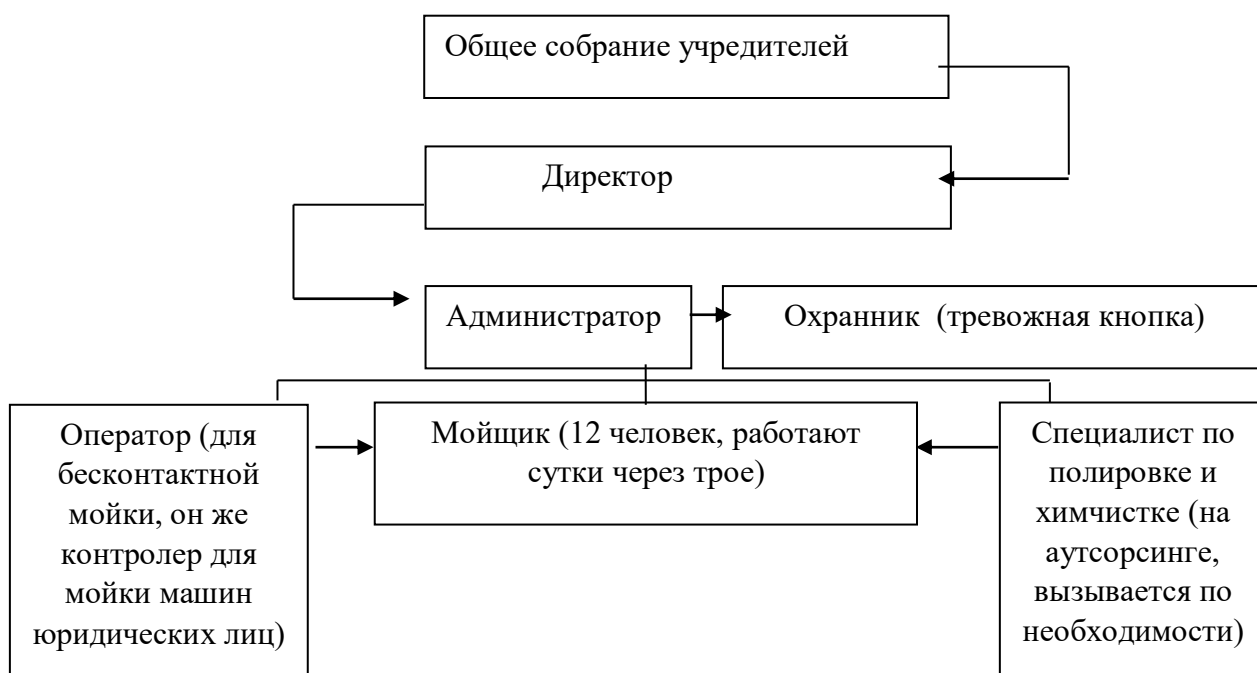 Общее собрание учредителей
Директор
Администратор
Охранник (тревожная кнопка)
Оператор (для
бесконтактной
мойки, он же
контролер для
мойки машин
юридических лиц)
Мойщик (12 человек, работают
сутки через трое)
Специалист по
полировке и
химчистке (на
аутсорсинге,
вызывается по
необходимости)